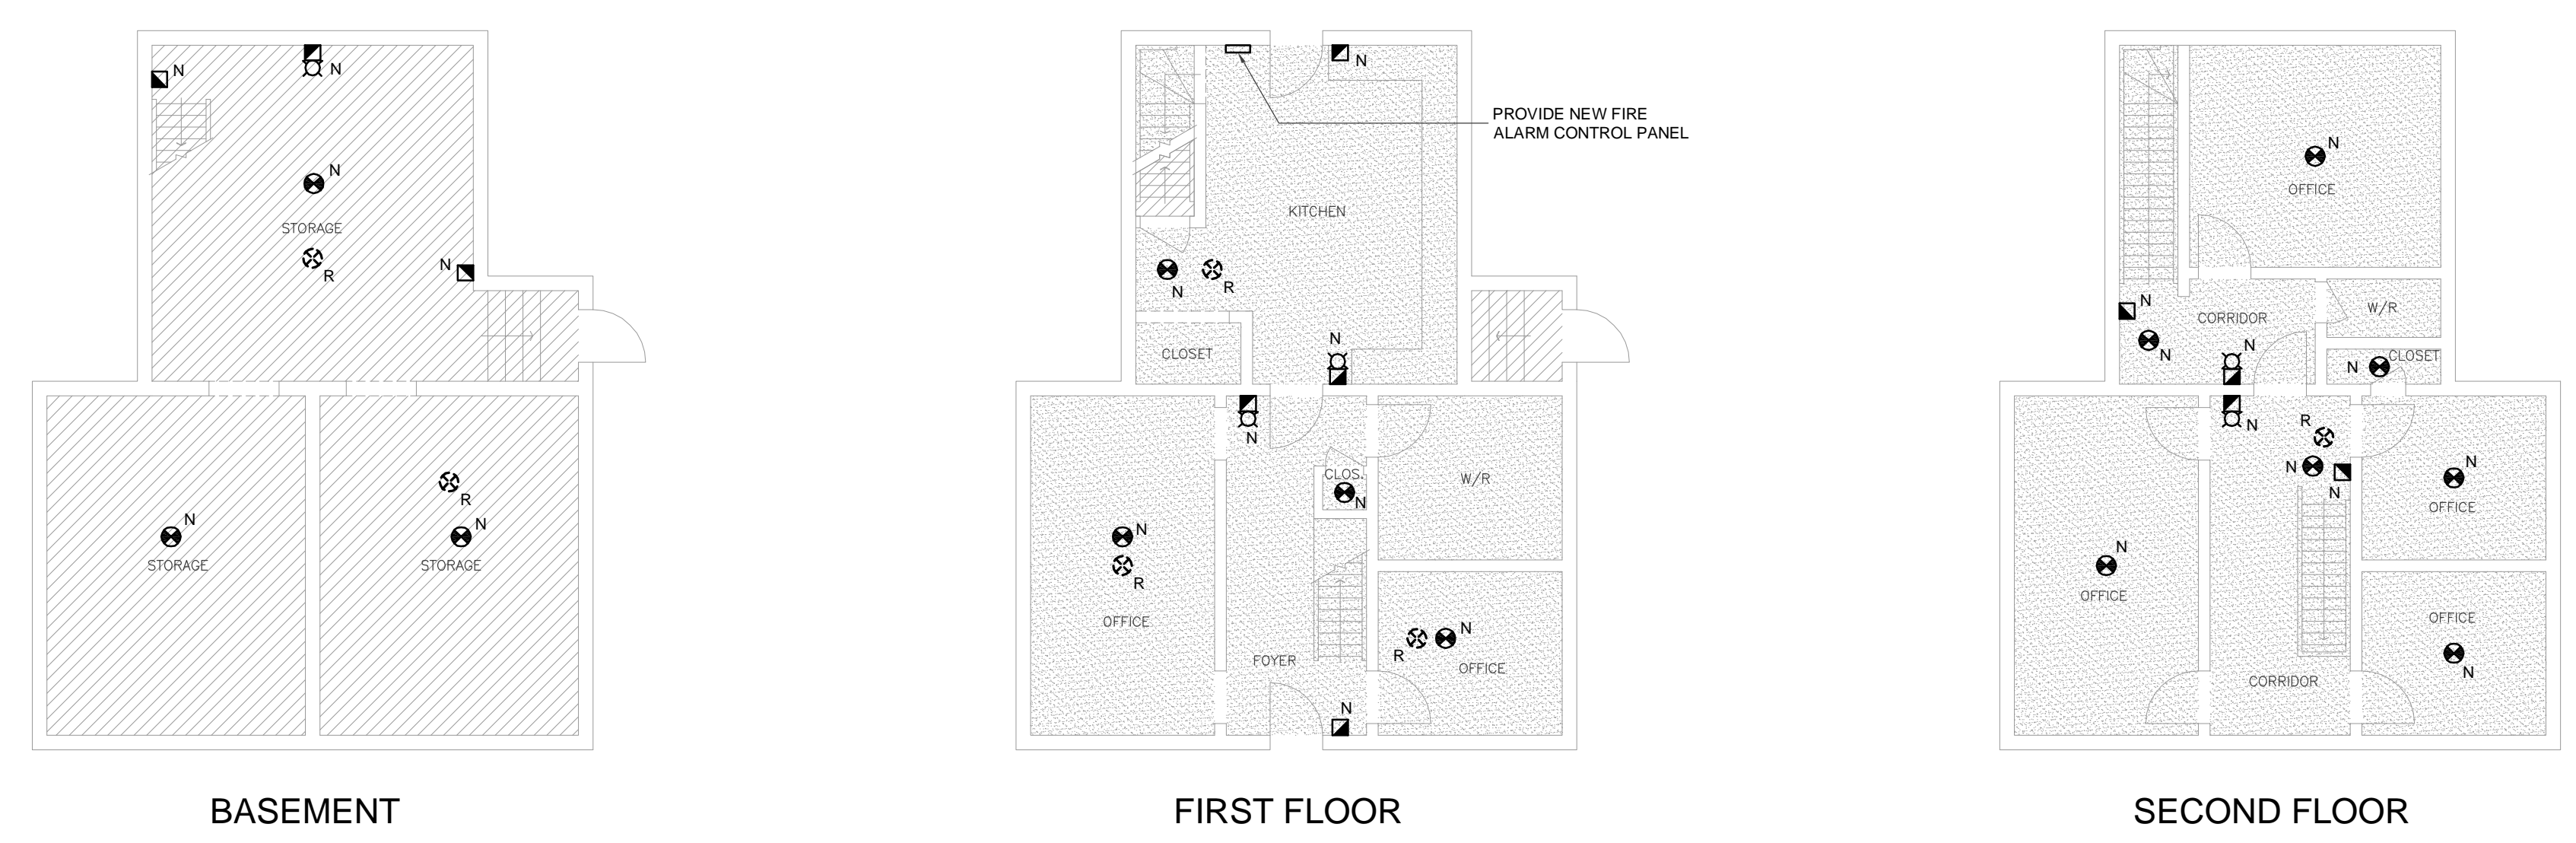 N
N
N
STORAGE
R
N
R
N
N
STORAGE
STORAGE
BASEMENT
N
PROVIDE NEW FIRE
ALARM CONTROL PANEL
KITCHEN
N
R
N
CLOSET
N
CLOS.
N
W/R
N
R
OFFICE
N
R
OFFICE
FOYER
N
FIRST FLOOR
N
OFFICE
N
W/R
CORRIDOR
N
N
CLOSET
N
N
R
N
N
N
OFFICE
N
OFFICE
OFFICE
N
CORRIDOR
SECOND FLOOR